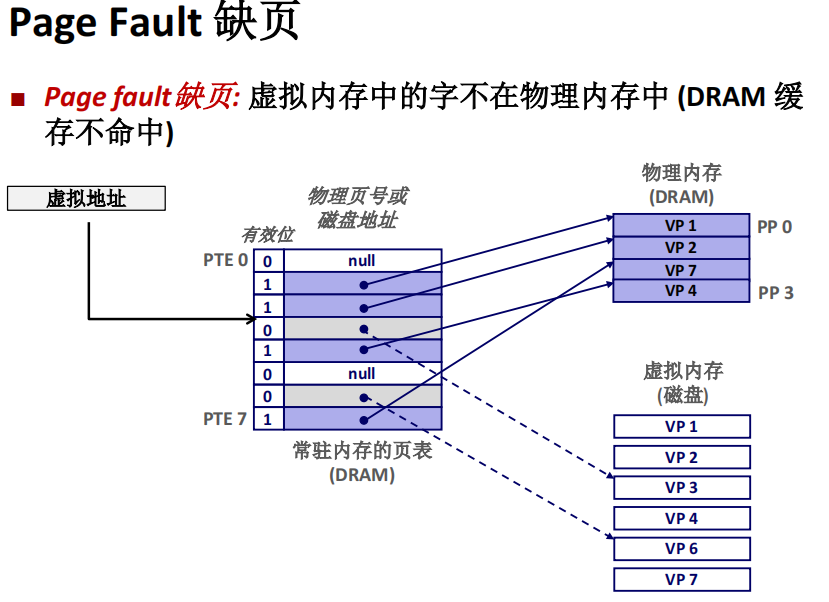 Page Fault 缺页
Page fault缺页: 虚拟内存中的字不在物理内存中 (DRAM 缓
存不命中)
虚拟地址
物理页号或
磁盘地址
有效位
PTE 0
0
null
1
1
0
1
0
null
0
PTE 7
1
常驻内存的页表
(DRAM)
物理内存
(DRAM)
VP 1
PP 0
VP 2
VP 7
VP 4
PP 3
虚拟内存
(磁盘)
VP 1
VP 2
VP 3
VP 4
VP 6
VP 7